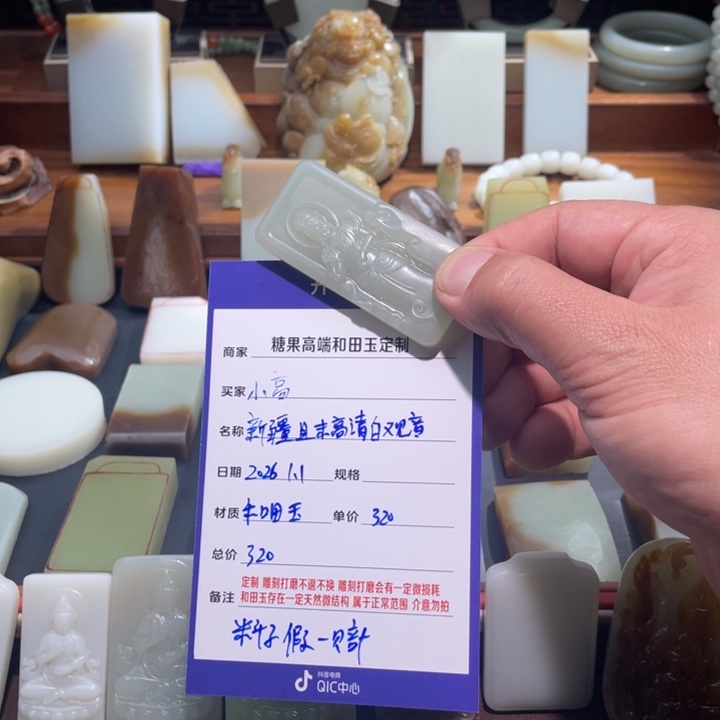 商家 糖果高端和田玉定制
买家 小高
名称 新疆且末高清白观音
日期 2026 1.1 规格
材质 和田玉 单价 320
总价 320
定制 雕刻打磨不退不换 雕刻打磨会有一定微损耗
备注 和田玉存在一定天然微结构 属于正常范围 介意勿拍
料子 假一
抖音电商
QIC中心